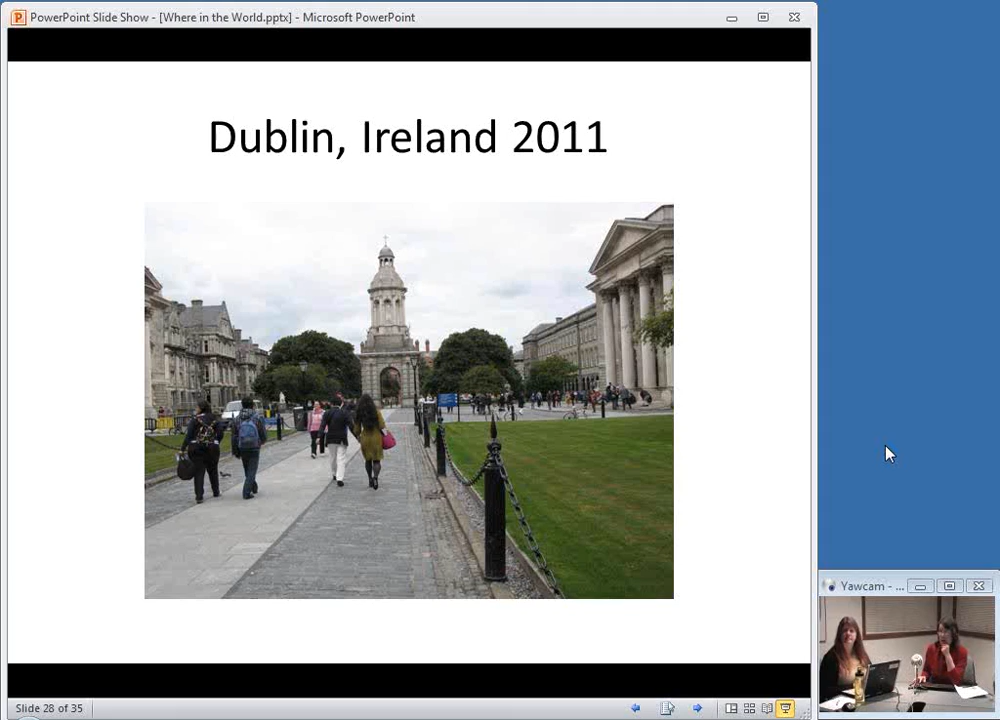 PowerPoint Slide Show - [Where in the World.pptx] - Microsoft PowerPoint
Dublin, Ireland 2011
Yawcam - ...
Slide 28 of 35